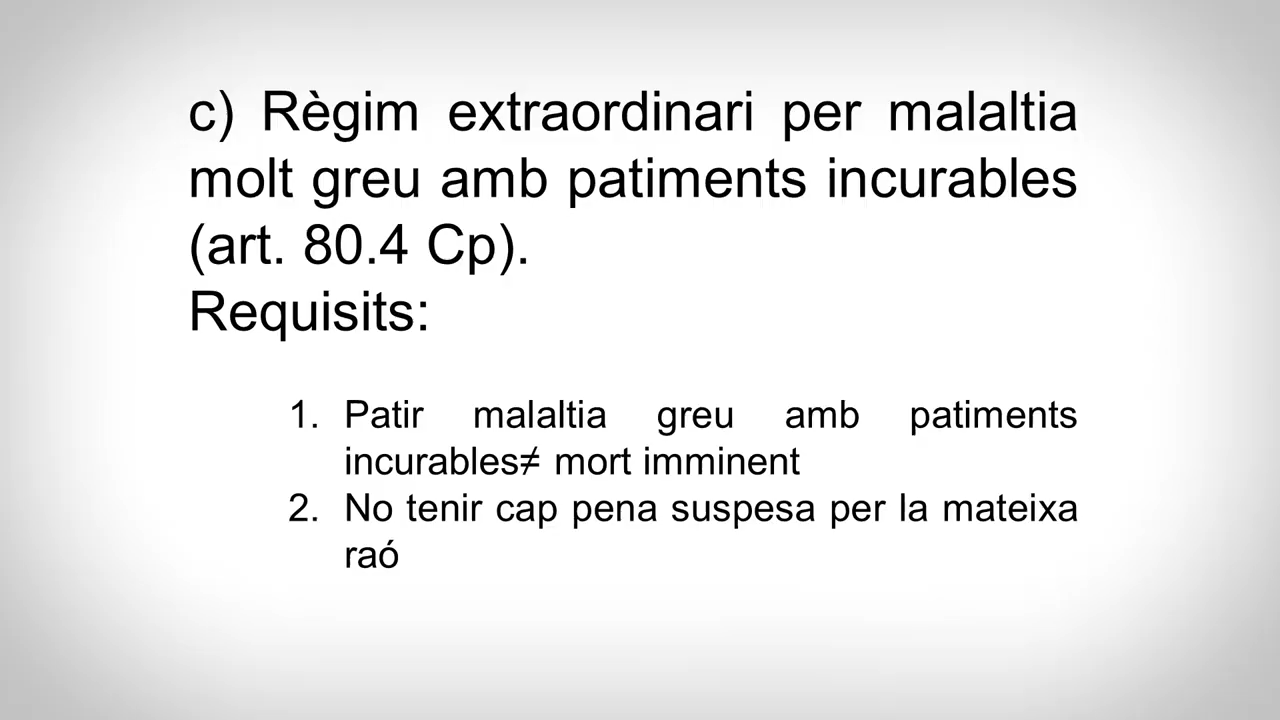 c) Règim extraordinari per malaltia
molt greu amb patiments incurables
(art. 80.4 Cp).
Requisits:
1. Patir malaltia greu amb patiments
incurables≠ mort imminent
2. No tenir cap pena suspesa per la mateixa
raó